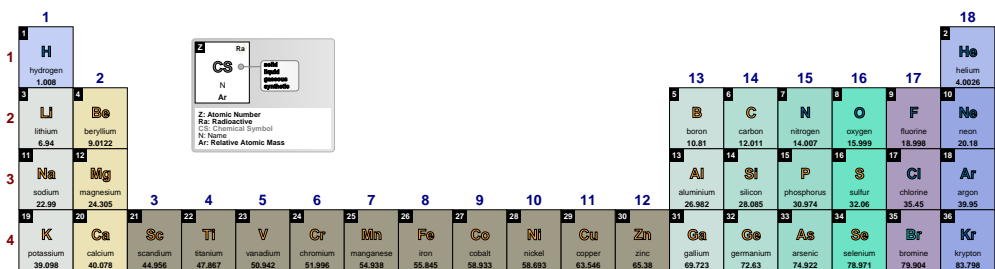 1
18
1
H
hydrogen
1.008
2
He
helium
4.0026
Z
Ra
CS
N
Ar
solid
liquid
gaseous
synthetic
Z: Atomic Number
Ra: Radioactive
CS: Chemical Symbol
N: Name
Ar: Relative Atomic Mass
1
2
13
14
15
16
17
2
3
Li
lithium
6.94
4
Be
beryllium
9.0122
5
B
boron
10.81
6
C
carbon
12.011
7
N
nitrogen
14.007
8
O
oxygen
15.999
9
F
fluorine
18.998
10
Ne
neon
20.18
3
11
Na
sodium
22.99
12
Mg
magnesium
24.305
13
Al
aluminium
26.982
14
Si
silicon
28.085
15
P
phosphorus
30.974
16
S
sulfur
32.06
17
Cl
chlorine
35.45
18
Ar
argon
39.95
3
4
5
6
7
8
9
10
11
12
4
19
K
potassium
39.098
20
Ca
calcium
40.078
21
Sc
scandium
44.956
22
Ti
titanium
47.867
23
V
vanadium
50.942
24
Cr
chromium
51.996
25
Mn
manganese
54.938
26
Fe
iron
55.845
27
Co
cobalt
58.933
28
Ni
nickel
58.693
29
Cu
copper
63.546
30
Zn
zinc
65.38
31
Ga
gallium
69.723
32
Ge
germanium
72.63
33
As
arsenic
74.922
34
Se
selenium
78.971
35
Br
bromine
79.904
36
Kr
krypton
83.798